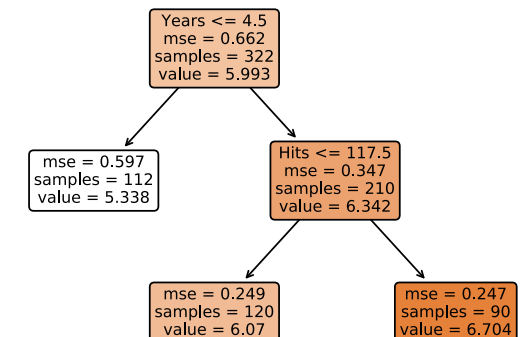 Years <= 4.5
mse = 0.662
samples = 322
value = 5.993
mse = 0.597
samples = 112
value = 5.338
Hits <= 117.5
mse = 0.347
samples = 210
value = 6.342
mse = 0.249
samples = 120
value = 6.07
mse = 0.247
samples = 90
value = 6.704